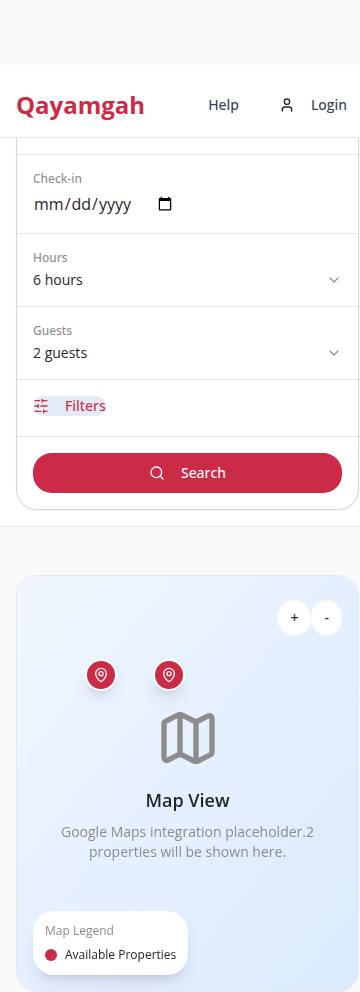 Qayamgah
Help
Login
Check-in
mm/dd/yyyy
Hours
6 hours
Guests
2 guests
Filters
Search
+
-
Map View
Google Maps integration placeholder.2
properties will be shown here.
Map Legend
Available Properties